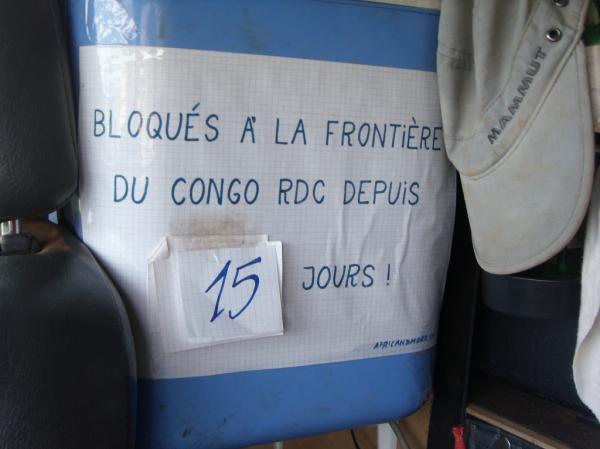 BLOQUÉS À LA FRONTIÈRE
DU CONGO RDC DEPUIS
15 JOURS !
MAMMUT